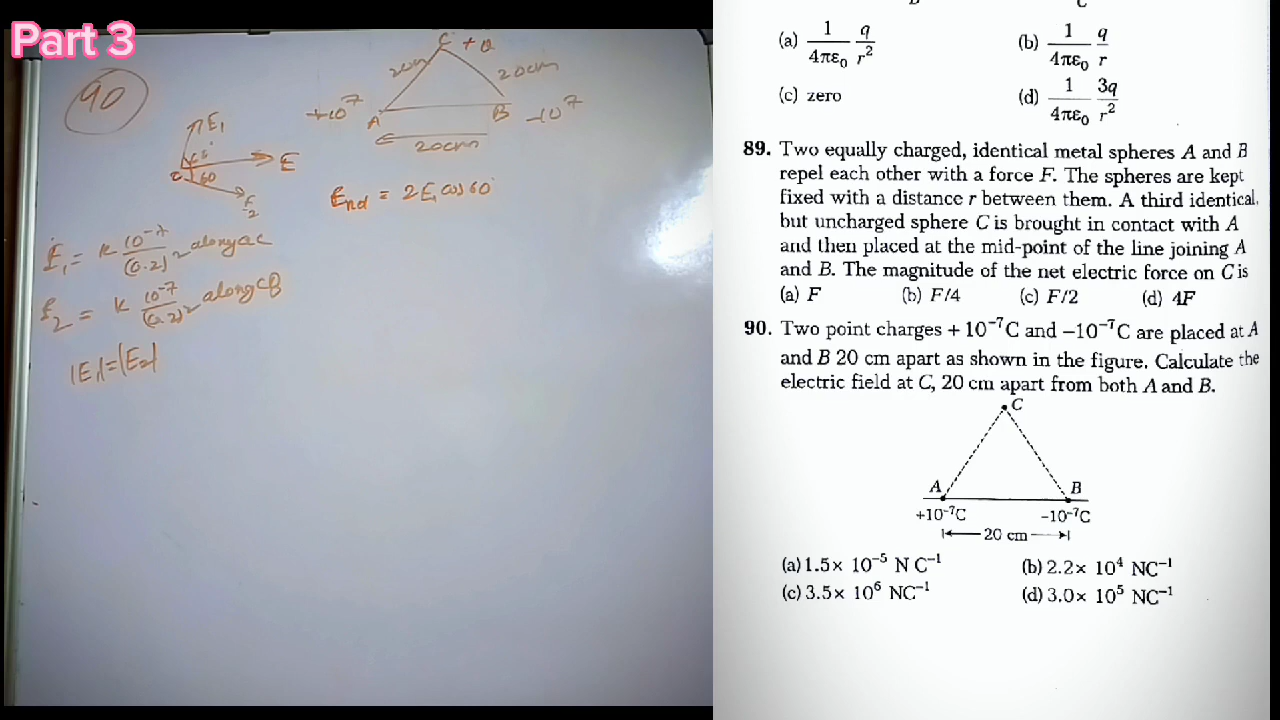 Part 3
90
C + Q
20cm
20cm
+10⁷
A
B
-10⁷
20cm
E₁
E
60
E_nd = 2E₁ cos 60°
E₁ = k 10⁻⁷/(0.2)² along AC
E₂ = k 10⁻⁷/(0.2)² along CB
|E₁| = |E₂|
(a) 1/4πε₀ q/r²
(b) 1/4πε₀ q/r
(c) zero
(d) 1/4πε₀ 3q/r²
89. Two equally charged, identical metal spheres A and B
repel each other with a force F. The spheres are kept
fixed with a distance r between them. A third identical,
but uncharged sphere C is brought in contact with A
and then placed at the mid-point of the line joining A
and B. The magnitude of the net electric force on C is
(a) F (b) F/4 (c) F/2 (d) 4F
90. Two point charges + 10⁻⁷C and –10⁻⁷C are placed at A
and B 20 cm apart as shown in the figure. Calculate the
electric field at C, 20 cm apart from both A and B.
C
A B
+10⁻⁷C –10⁻⁷C
20 cm
(a) 1.5× 10⁻⁵ N C⁻¹ (b) 2.2× 10⁴ NC⁻¹
(c) 3.5× 10⁶ NC⁻¹ (d) 3.0× 10⁵ NC⁻¹